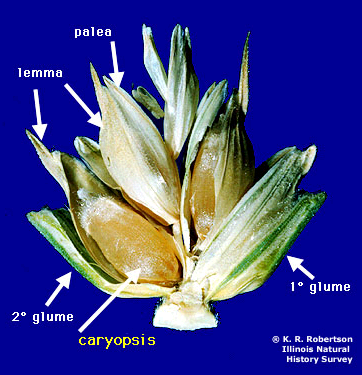 palea
lemma
1° glume
2° glume
caryopsis
© K. R. Robertson
Illinois Natural
History Survey